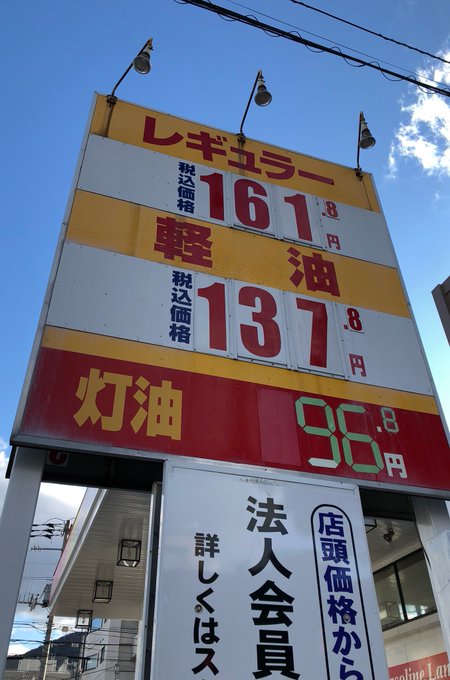 レギュラー
税込価格 161.8円
軽油
税込価格 137.8円
灯油 96.8円
店頭価格から
法人会員
詳しくはス